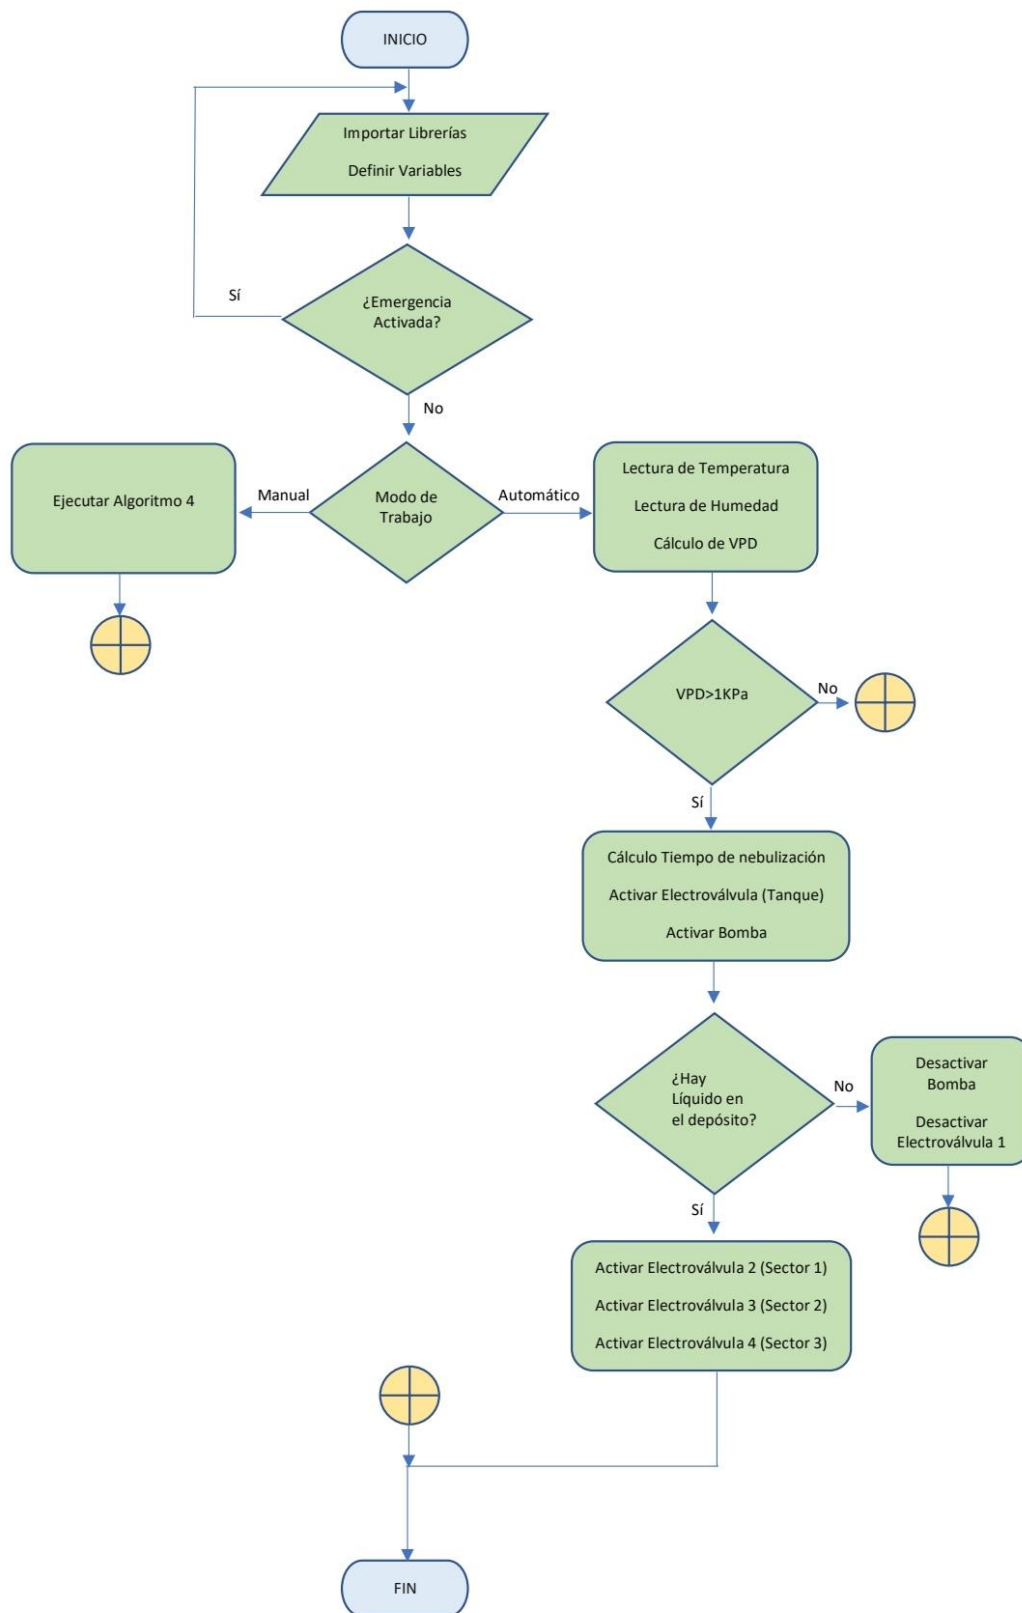 INICIO
Importar Librerías
Definir Variables
¿Emergencia
Activada?
Sí
No
Ejecutar Algoritmo 4
Manual
Modo de
Trabajo
Automático
Lectura de Temperatura
Lectura de Humedad
Cálculo de VPD
VPD>1KPa
No
Sí
Cálculo Tiempo de nebulización
Activar Electroválvula (Tanque)
Activar Bomba
¿Hay
Líquido en
el depósito?
No
Desactivar
Bomba
Desactivar
Electroválvula 1
Sí
Activar Electroválvula 2 (Sector 1)
Activar Electroválvula 3 (Sector 2)
Activar Electroválvula 4 (Sector 3)
FIN